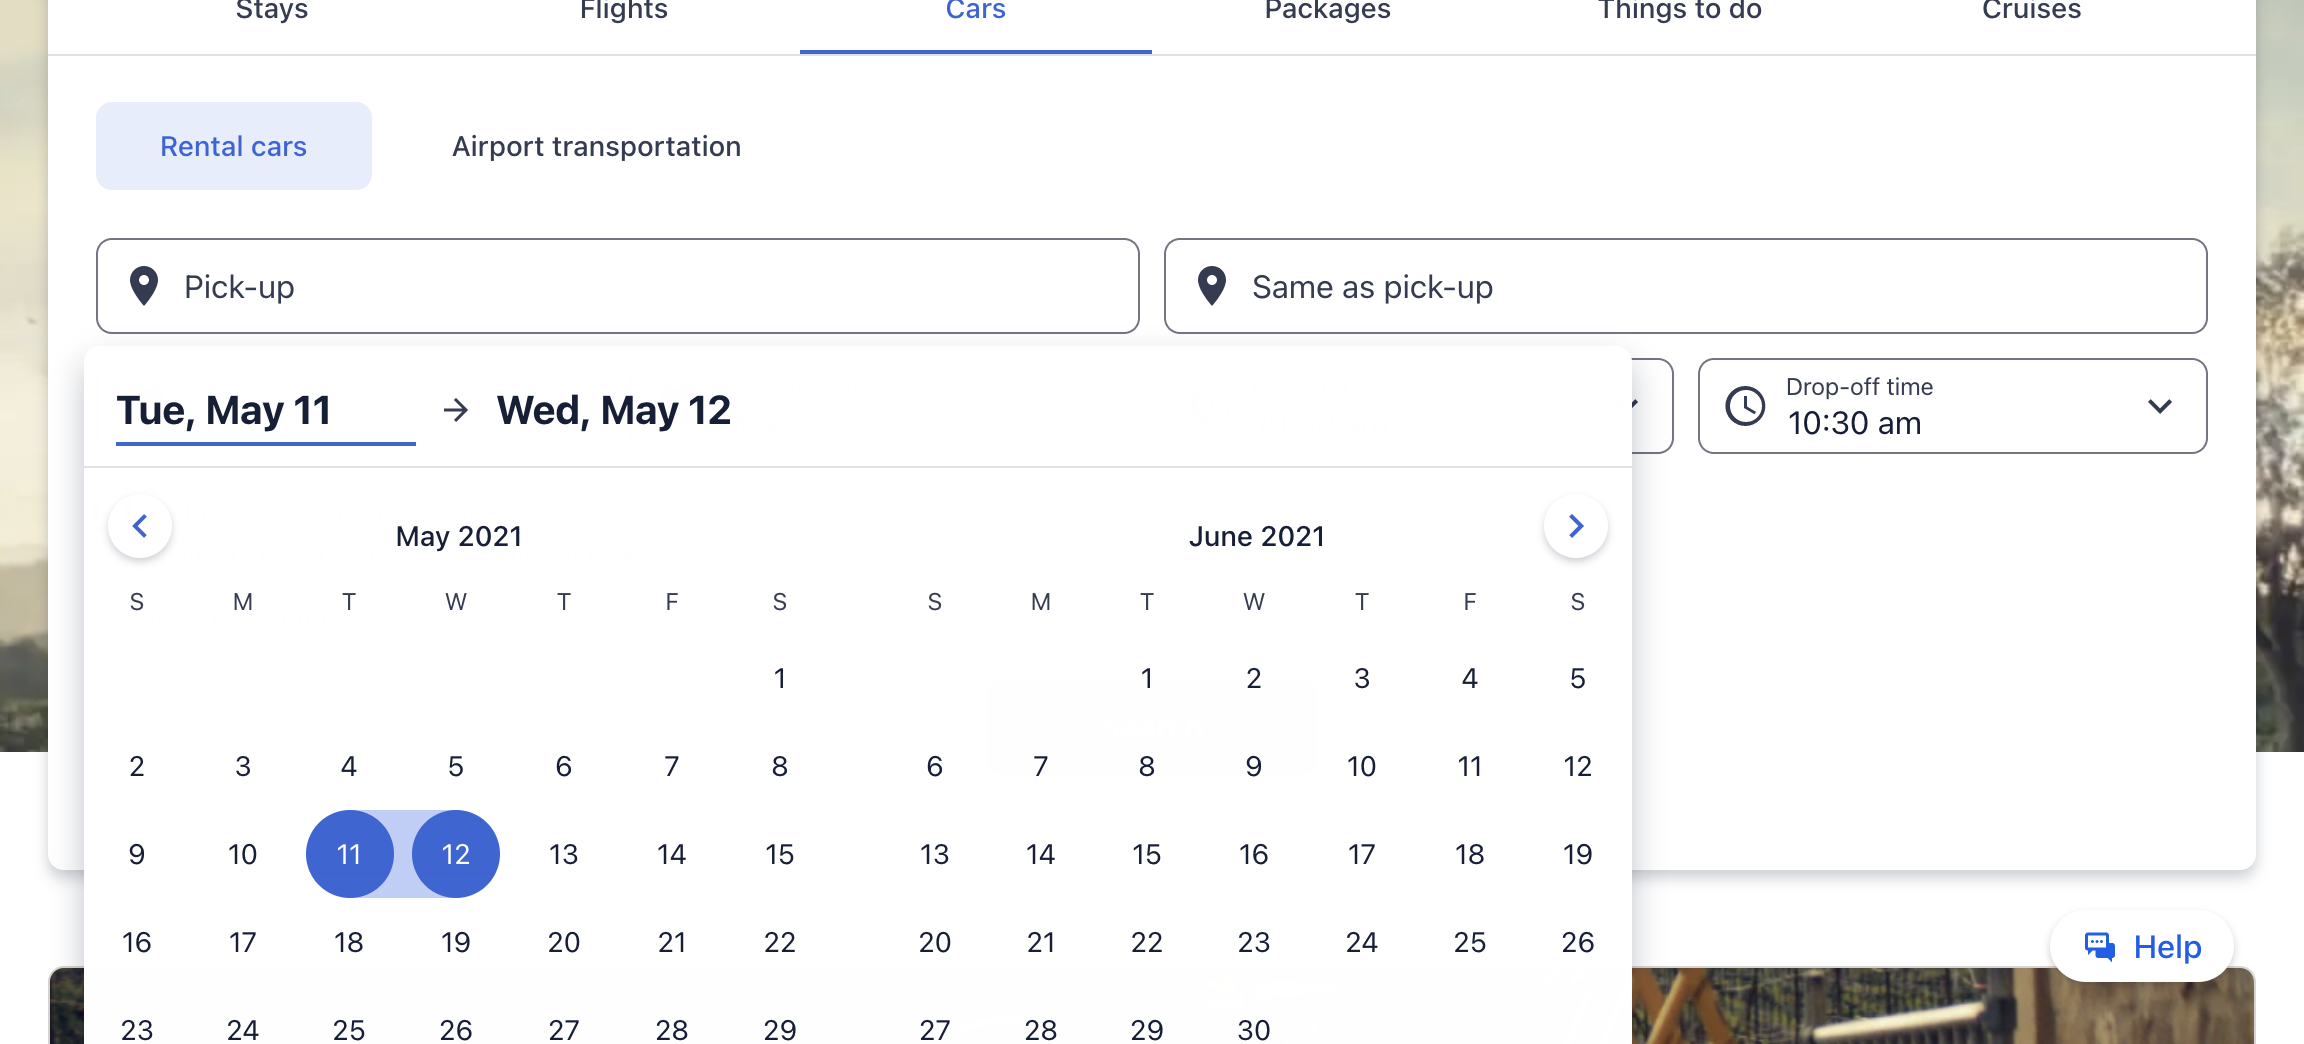 Stays Flights Cars Packages Things to do Cruises
Rental cars Airport transportation
Pick-up Same as pick-up
Tue, May 11 → Wed, May 12
Drop-off time
10:30 am
May 2021 June 2021
S M T W T F S S M T W T F S
1 1 2 3 4 5
2 3 4 5 6 7 8 6 7 8 9 10 11 12
9 10 11 12 13 14 15 13 14 15 16 17 18 19
16 17 18 19 20 21 22 20 21 22 23 24 25 26
Help
23 24 25 26 27 28 29 27 28 29 30